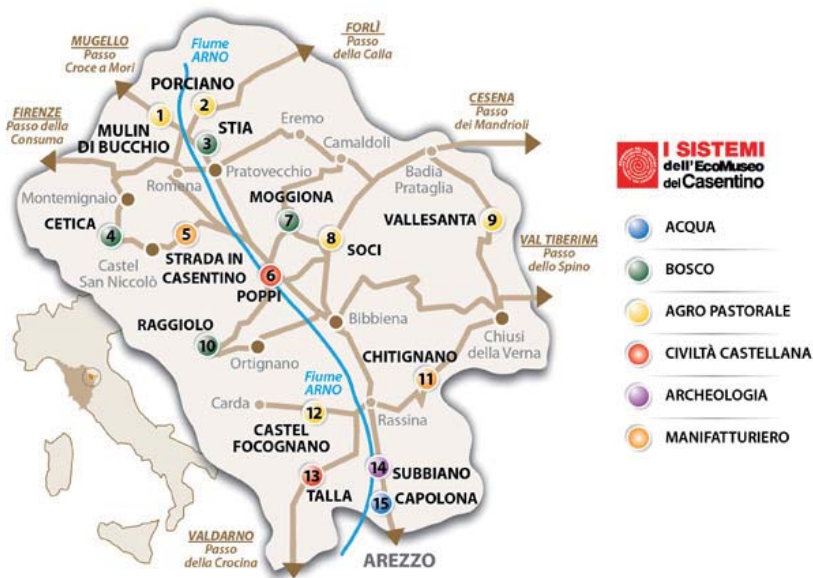 FORLÌ
Passo
della Calla
MUGELLO
Passo
Croce a Mori
Fiume
ARNO
PORCIANO
2
CESENA
Passo
dei Mandrioli
FIRENZE
Passo della
Consuma
1
MULIN
DI BUCCHIO
STIA
3
Eremo
Camaldoli
Pratovecchio
Romena
Badia
Prataglia
Montemignaio
MOGGIONA
7
CETICA
4
5
STRADA IN
CASENTINO
8
SOCI
VALLESANTA
9
VAL TIBERINA
Passo
dello Spino
Castel
San Niccolò
6
POPPI
RAGGIOLO
10
Bibbiena
Ortignano
Chiusi
della Verna
CHITIGNANO
11
Fiume
ARNO
Carda
12
CASTEL
FOCOGNANO
Rassina
13
TALLA
14
SUBBIANO
15
CAPOLONA
VALDARNO
Passo
della Crocina
AREZZO
I SISTEMI
dell'EcoMuseo
del Casentino
ACQUA
BOSCO
AGRO PASTORALE
CIVILTÀ CASTELLANA
ARCHEOLOGIA
MANIFATTURIERO